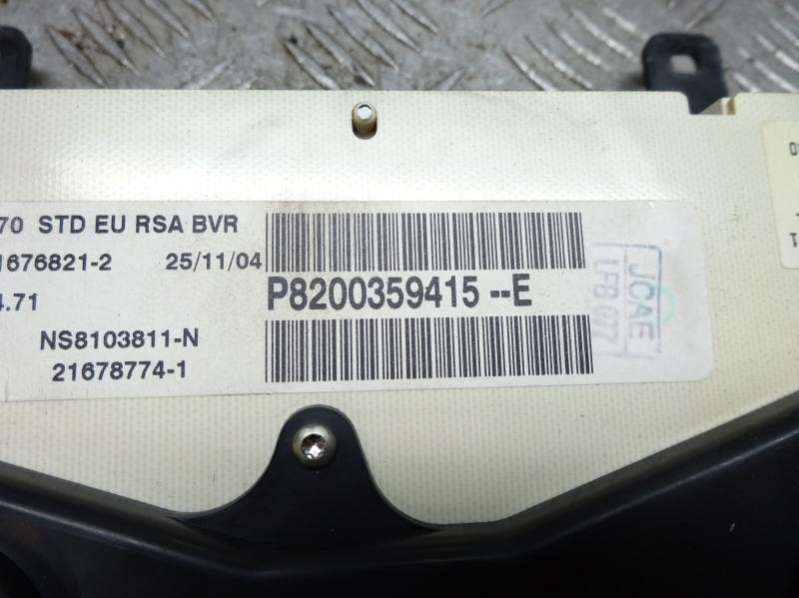 70 STD EU RSA BVR
1676821-2 25/11/04
4.71
P8200359415--E
NS8103811-N
21678774-1
JCAE
LFB 077